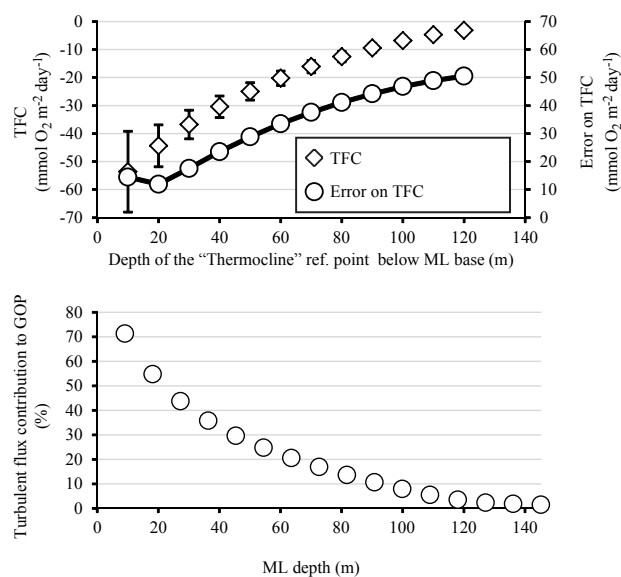 0
-10
-20
-30
-40
-50
-60
-70
TFC
(mmol O2 m-2 day-1)
70
60
50
40
30
20
10
0
Error on TFC
(mmol O2 m-2 day-1)
TFC
Error on TFC
0 20 40 60 80 100 120 140
Depth of the “Thermocline” ref. point below ML base (m)
80
70
60
50
40
30
20
10
0
Turbulent flux contribution to GOP
(%)
0 20 40 60 80 100 120 140
ML depth (m)